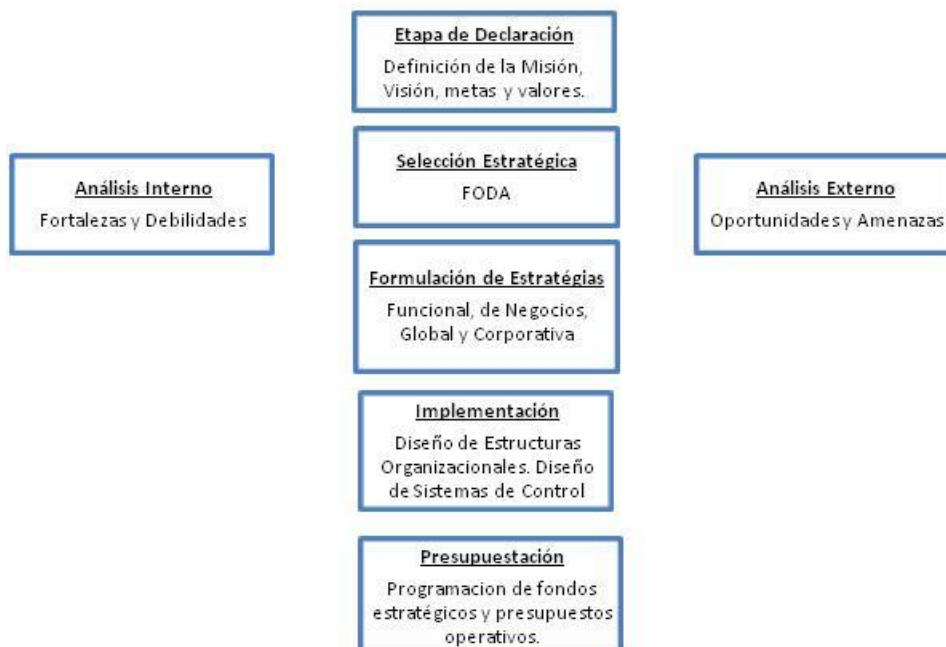 Etapa de Declaración
Definición de la Misión,
Visión, metas y valores.
Selección Estratégica
FODA
Análisis Interno
Fortalezas y Debilidades
Análisis Externo
Oportunidades y Amenazas
Formulación de Estratégias
Funcional, de Negocios,
Global y Corporativa
Implementación
Diseño de Estructuras
Organizacionales. Diseño
de Sistemas de Control
Presupuestación
Programacion de fondos
estratégicos y presupuestos
operativos.